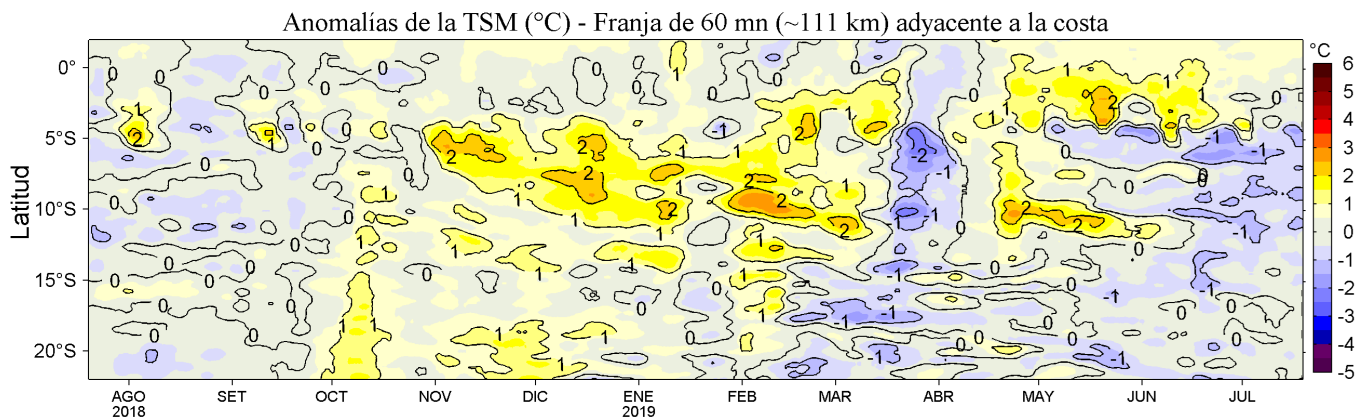 Anomalías de la TSM (°C) - Franja de 60 mn (~111 km) adyacente a la costa
°C
Latitud
0°
5°S
10°S
15°S
20°S
AGO SET OCT NOV DIC ENE FEB MAR ABR MAY JUN JUL
2018 2019
6
5
4
3
2
1
0
-1
-2
-3
-4
-5